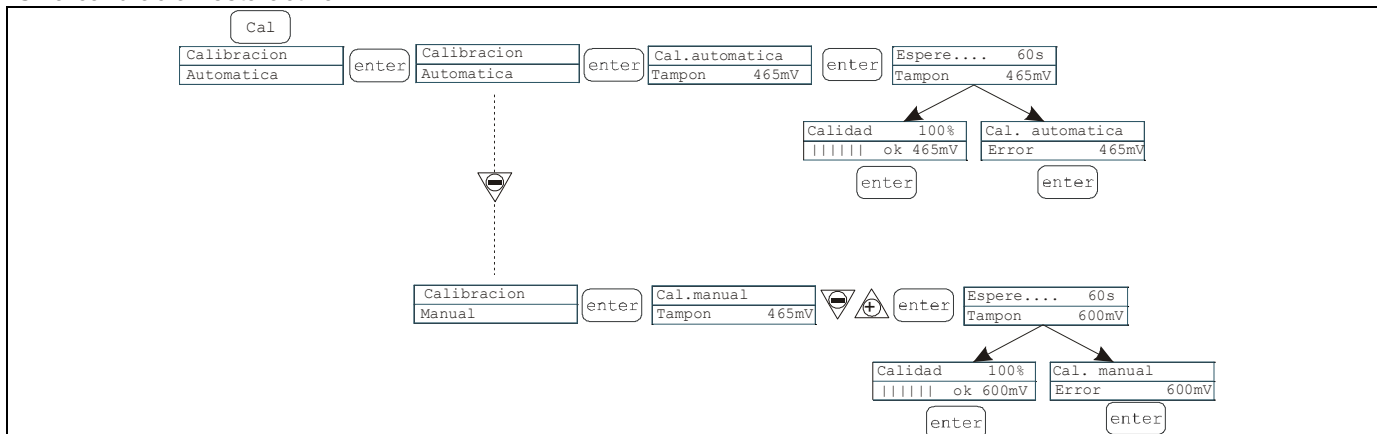 Cal
Calibracion
Automatica
enter
Calibracion
Automatica
enter
Cal.automatica
Tampon 465mV
enter
Espere.... 60s
Tampon 465mV
Calidad 100%
|||||| ok 465mV
enter
Cal. automatica
Error 465mV
enter
Calibracion
Manual
enter
Cal.manual
Tampon 465mV
enter
Espere.... 60s
Tampon 600mV
Calidad 100%
|||||| ok 600mV
enter
Cal. manual
Error 600mV
enter